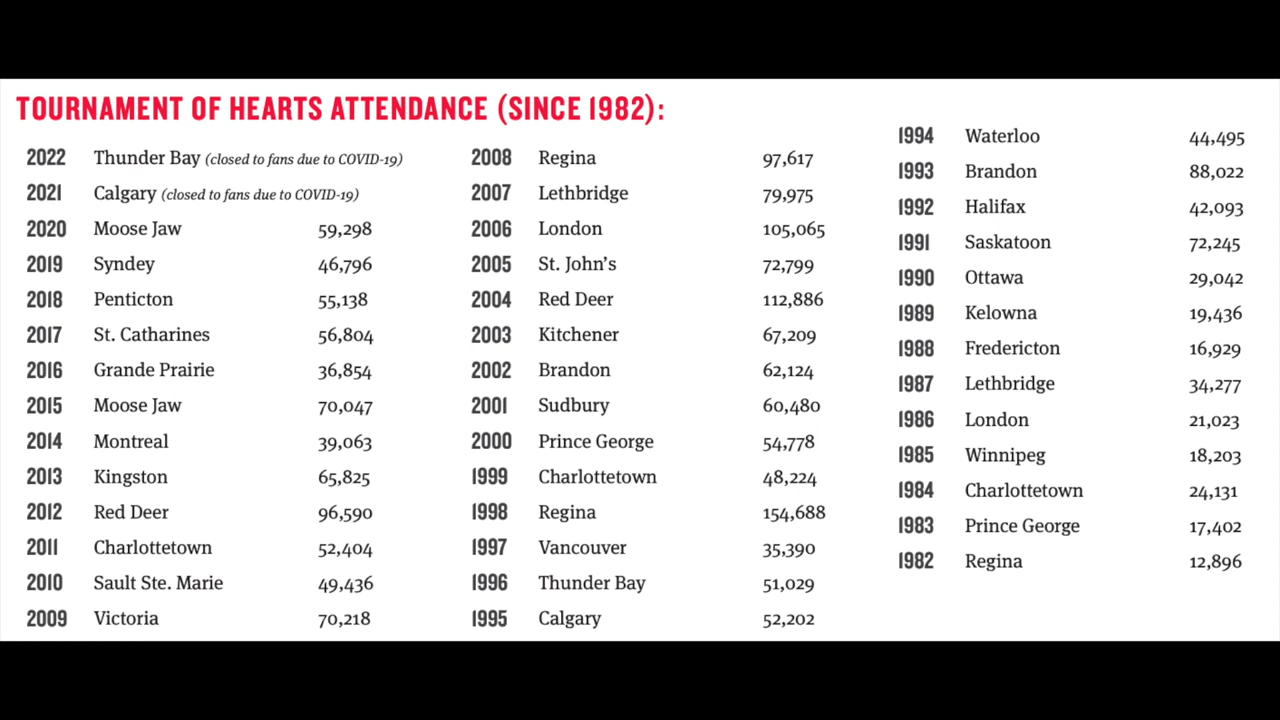 TOURNAMENT OF HEARTS ATTENDANCE (SINCE 1982):
2022 Thunder Bay (closed to fans due to COVID-19)
2021 Calgary (closed to fans due to COVID-19)
2020 Moose Jaw 59,298
2019 Syndey 46,796
2018 Penticton 55,138
2017 St. Catharines 56,804
2016 Grande Prairie 36,854
2015 Moose Jaw 70,047
2014 Montreal 39,063
2013 Kingston 65,825
2012 Red Deer 96,590
2011 Charlottetown 52,404
2010 Sault Ste. Marie 49,436
2009 Victoria 70,218
2008 Regina 97,617
2007 Lethbridge 79,975
2006 London 105,065
2005 St. John's 72,799
2004 Red Deer 112,886
2003 Kitchener 67,209
2002 Brandon 62,124
2001 Sudbury 60,480
2000 Prince George 54,778
1999 Charlottetown 48,224
1998 Regina 154,688
1997 Vancouver 35,390
1996 Thunder Bay 51,029
1995 Calgary 52,202
1994 Waterloo 44,495
1993 Brandon 88,022
1992 Halifax 42,093
1991 Saskatoon 72,245
1990 Ottawa 29,042
1989 Kelowna 19,436
1988 Fredericton 16,929
1987 Lethbridge 34,277
1986 London 21,023
1985 Winnipeg 18,203
1984 Charlottetown 24,131
1983 Prince George 17,402
1982 Regina 12,896